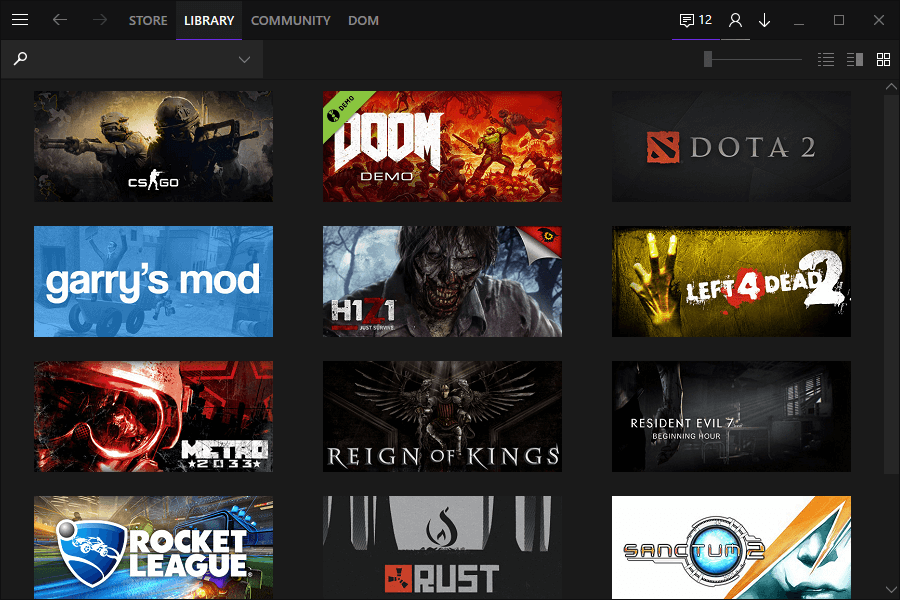 STORE LIBRARY COMMUNITY DOM 12
CS GO
DEMO
DOOM
DEMO
DOTA 2
garry's mod
H1Z1
JUST SURVIVE
LEFT 4 DEAD 2
METRO
2033
REIGN OF KINGS
RESIDENT EVIL 7
BEGINNING HOUR
ROCKET
LEAGUE
RUST
SANCTUM 2